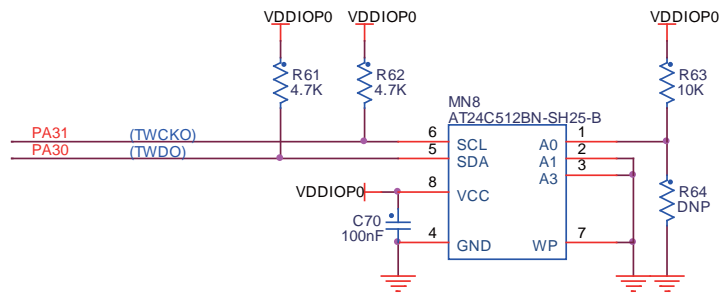 VDDIOP0
VDDIOP0
VDDIOP0
R61
4.7K
R62
4.7K
R63
10K
MN8
AT24C512BN-SH25-B
PA31
(TWCKO)
6
SCL
A0
1
PA30
(TWDO)
5
SDA
A1
2
A3
3
VDDIOP0
8
VCC
R64
DNP
C70
100nF
4
GND
WP
7